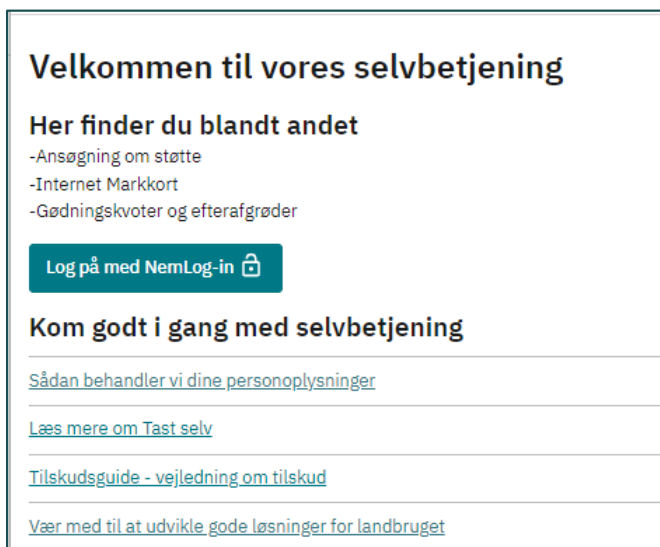 Velkommen til vores selvbetjening
Her finder du blandt andet
-Ansøgning om støtte
-Internet Markkort
-Gødningskvoter og efterafgrøder
Log på med NemLog-in
Kom godt i gang med selvbetjening
Sådan behandler vi dine personoplysninger
Læs mere om Tast selv
Tilskudsguide - vejledning om tilskud
Vær med til at udvikle gode løsninger for landbruget